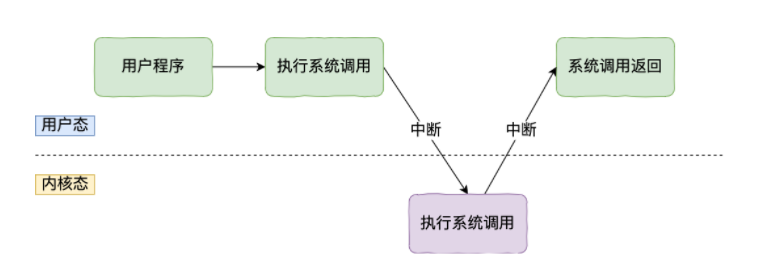 用户程序
执行系统调用
系统调用返回
中断
中断
用户态
内核态
执行系统调用